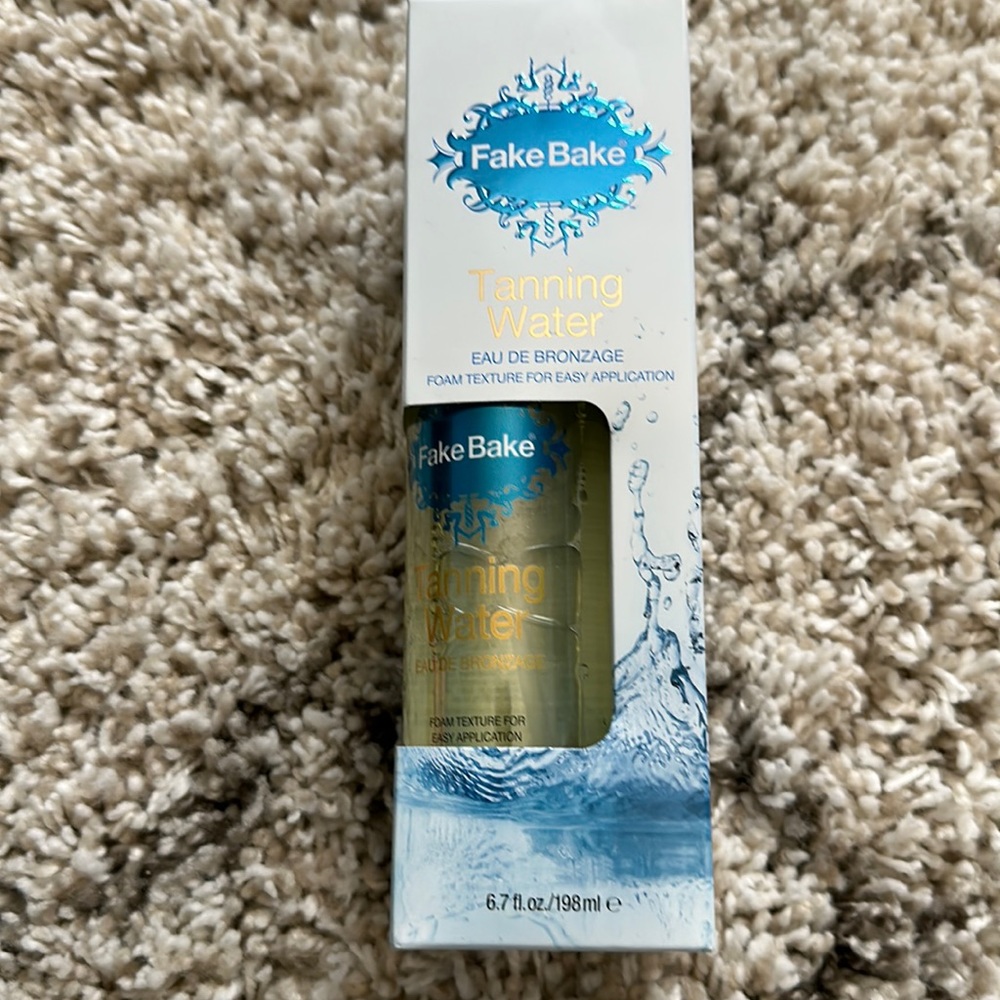 Fake Bake
Tanning
Water
EAU DE BRONZAGE
FOAM TEXTURE FOR EASY APPLICATION
Fake Bake
Tanning
Water
EAU DE BRONZAGE
FOAM TEXTURE FOR
EASY APPLICATION
6.7 fl.oz./198ml ℮